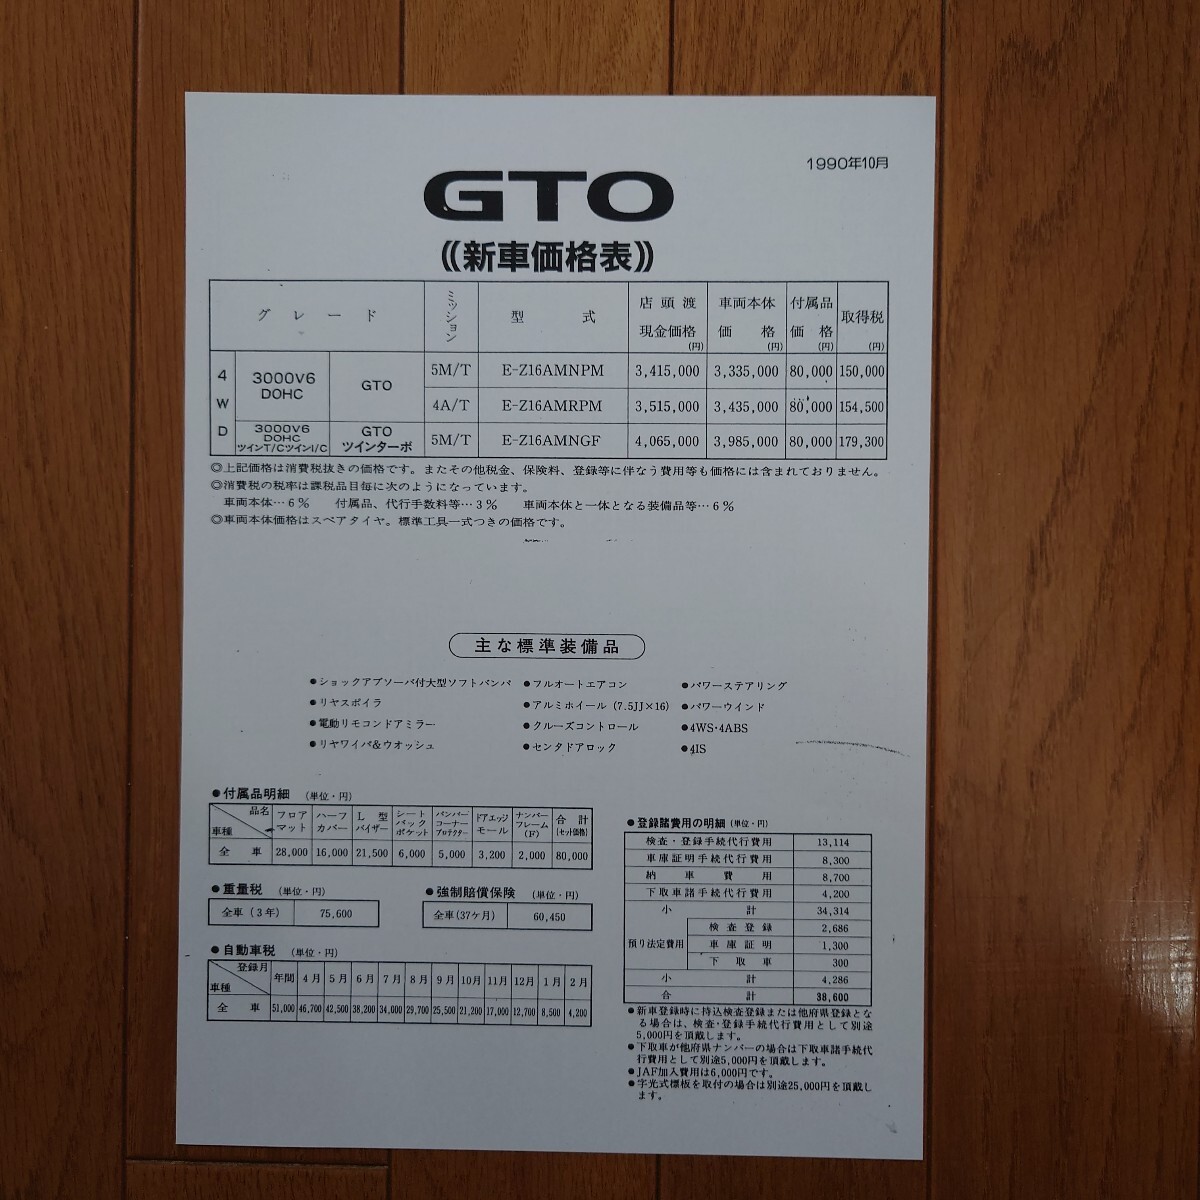 1990年10月
GTO
《新車価格表》
グレード ミッション 型式 店頭渡現金価格(円) 車両本体価格(円) 付属品価格(円) 取得税(円)
4WD 3000V6 DOHC GTO 5M/T E-Z16AMNPM 3,415,000 3,335,000 80,000 150,000
4A/T E-Z16AMRPM 3,515,000 3,435,000 80,000 154,500
3000V6 DOHC ツインT/CツインI/C GTO ツインターボ 5M/T E-Z16AMNGF 4,065,000 3,985,000 80,000 179,300
◎上記価格は消費税抜きの価格です。またその他税金、保険料、登録等に伴なう費用等も価格には含まれておりません。
◎消費税の税率は課税品目毎に次のようになっています。
車両本体…6% 付属品、代行手数料等…3% 車両本体と一体となる装備品等…6%
◎車両本体価格はスペアタイヤ。標準工具一式つきの価格です。
主な標準装備品
●ショックアブソーバ付大型ソフトバンパ ●フルオートエアコン ●パワーステアリング
●リヤスポイラ ●アルミホイール(7.5JJ×16) ●パワーウインド
●電動リモコンドアミラー ●クルーズコントロール ●4WS・4ABS
●リヤワイパ&ウオッシュ ●センタドアロック ●4IS
●付属品明細 (単位・円)
品名 車種 フロアマット ハーフカバー L型バイザー シートバックポケット バンパーコーナープロテクター ドアエッジモール ナンバーフレーム(F) 合計(セット価格)
全車 28,000 16,000 21,500 6,000 5,000 3,200 2,000 80,000
●重量税 (単位・円)
全車(3年) 75,600
●強制賠償保険 (単位・円)
全車(37ケ月) 60,450
●自動車税 (単位・円)
登録月 車種 年間 4月 5月 6月 7月 8月 9月 10月 11月 12月 1月 2月
全車 51,000 46,700 42,500 38,200 34,000 29,700 25,500 21,200 17,000 12,700 8,500 4,200
●登録諸費用の明細(単位・円)
検査・登録手続代行費用 13,114
車庫証明手続代行費用 8,300
納車費用 8,700
下取車諸手続代行費用 4,200
小計 34,314
預り法定費用 検査登録 2,686
車庫証明 1,300
下取車 300
小計 4,286
合計 38,600
●新車登録時に持込検査登録または他府県登録とな
る場合は、検査・登録手続代行費用として別途
5,000円を頂戴します。
●下取車が他府県ナンバーの場合は下取車諸手続代
行費用として別途5,000円を頂戴します。
●JAF加入費用は6,000円です。
●字光式標板を取付の場合は別途25,000円を頂戴し
ます。